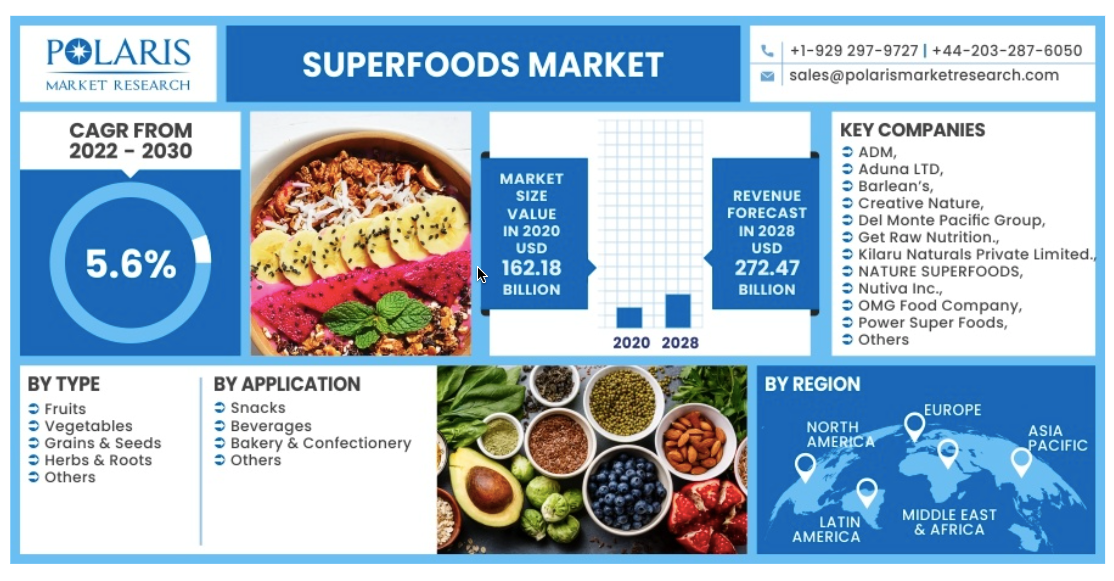 POLARIS
MARKET RESEARCH
SUPERFOODS MARKET
+1-929 297-9727 | +44-203-287-6050
sales@polarismarketresearch.com
CAGR FROM
2022 – 2030
5.6%
MARKET
SIZE
VALUE
IN 2020
USD
162.18
BILLION
2020 2028
REVENUE
FORECAST
IN 2028
USD
272.47
BILLION
KEY COMPANIES
ADM,
Aduna LTD,
Barlean's,
Creative Nature,
Del Monte Pacific Group,
Get Raw Nutrition.,
Kilaru Naturals Private Limited.,
NATURE SUPERFOODS,
Nutiva Inc.,
OMG Food Company,
Power Super Foods,
Others
BY TYPE
Fruits
Vegetables
Grains & Seeds
Herbs & Roots
Others
BY APPLICATION
Snacks
Beverages
Bakery & Confectionery
Others
BY REGION
EUROPE
NORTH
AMERICA
ASIA
PACIFIC
LATIN
AMERICA
MIDDLE EAST
& AFRICA